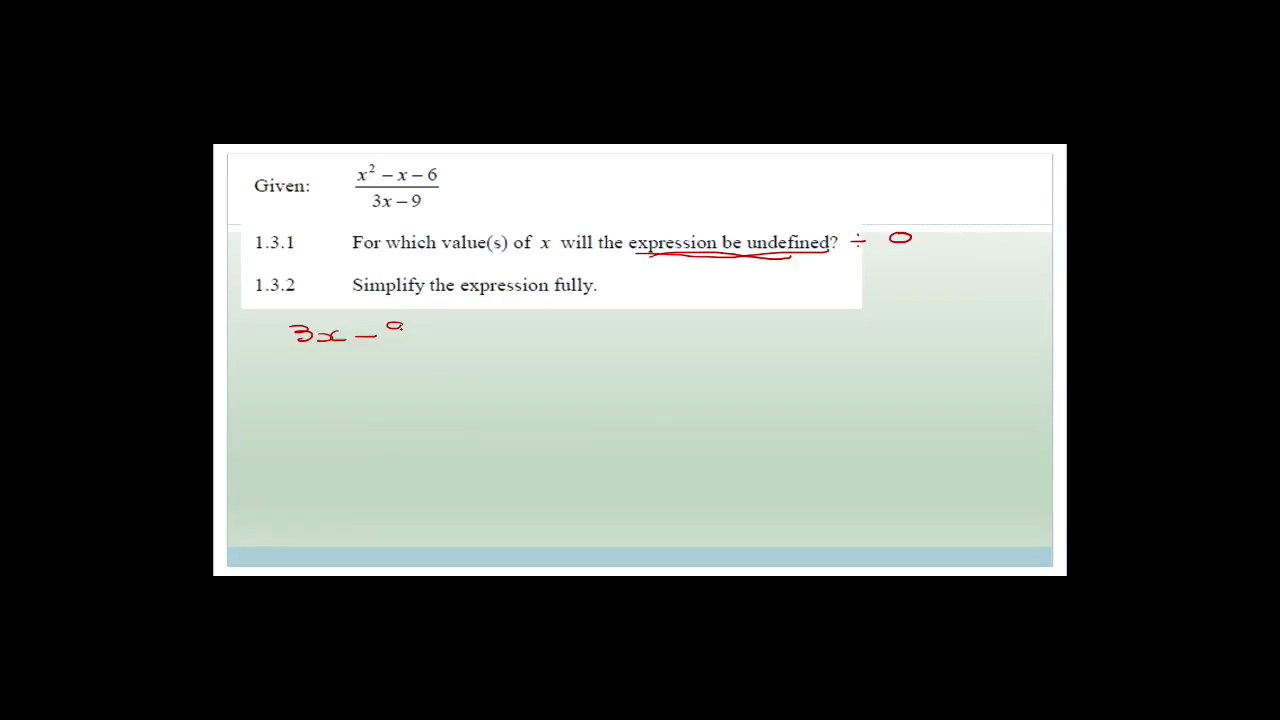 Given: x² − x − 6
3x − 9
1.3.1 For which value(s) of x will the expression be undefined? ÷ 0
1.3.2 Simplify the expression fully.
3x − 9